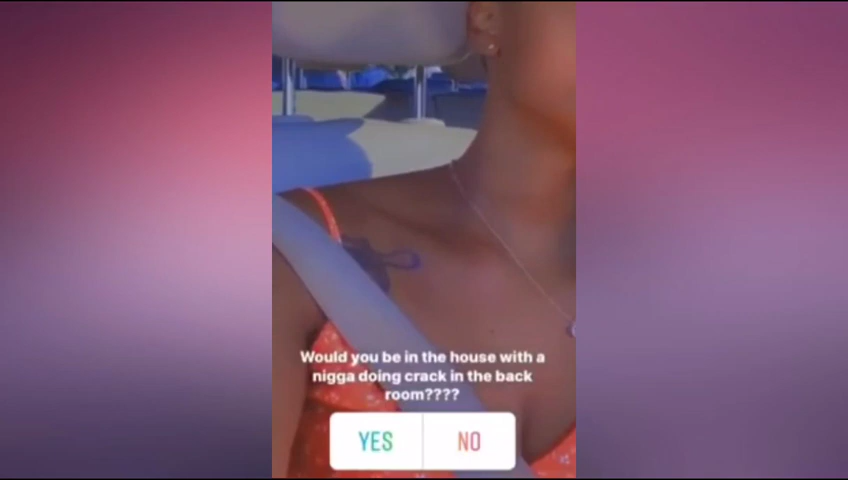 Would you be in the house with a
nigga doing crack in the back
room????
YES NO